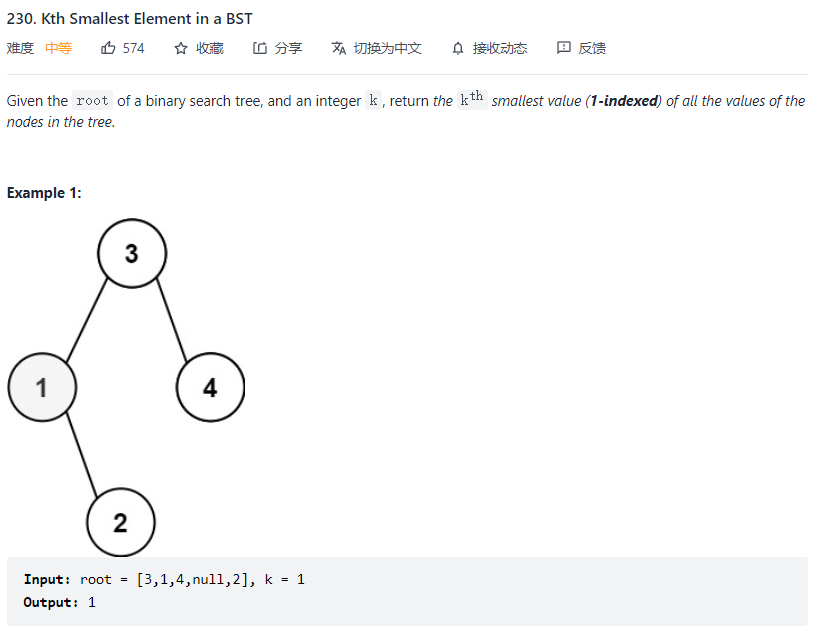 230. Kth Smallest Element in a BST
难度 中等 574 收藏 分享 切换为中文 接收动态 反馈
Given the root of a binary search tree, and an integer k, return the kth smallest value (1-indexed) of all the values of the
nodes in the tree.
Example 1:
3
1
4
2
Input: root = [3,1,4,null,2], k = 1
Output: 1